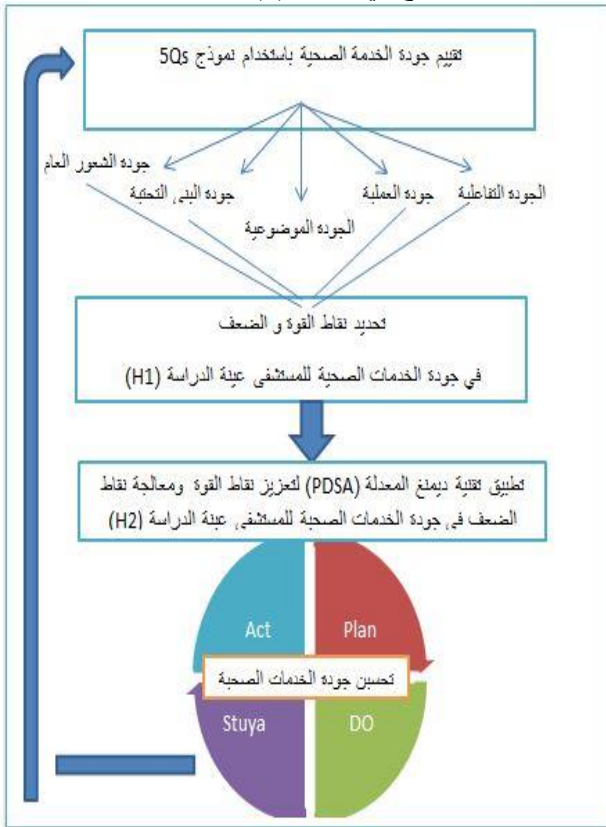 تقييم جودة الخدمة الصحية باستخدام نموذج 5Qs
جودة الشعور العام
الجودة التفاعلية
جودة العملية
جودة البنى التحتية
الجودة الموضوعية
تحديد نقاط القوة و الضعف
في جودة الخدمات الصحية للمستشفى عينة الدراسة (H1)
تطبيق تقنية ديمنغ المعدلة (PDSA) لتعزيز نقاط القوة ومعالجة نقاط
الضعف في جودة الخدمات الصحية للمستشفى عينة الدراسة (H2)
Act
Plan
تحسين جودة الخدمات الصحية
Stuya
DO